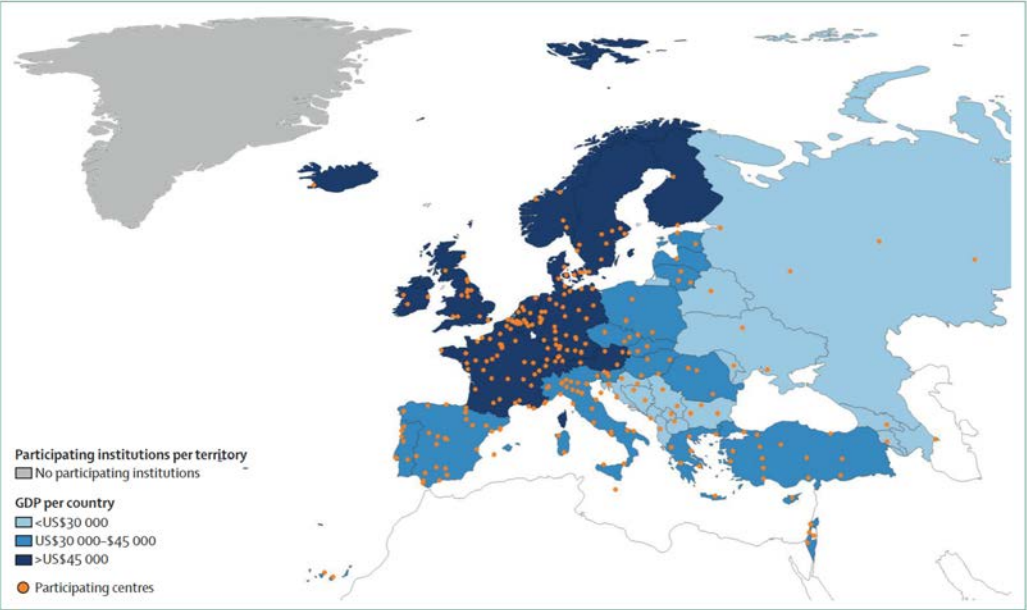 Participating institutions per territory
No participating institutions
GDP per country
<US$30 000
US$30 000–$45 000
>US$45 000
Participating centres